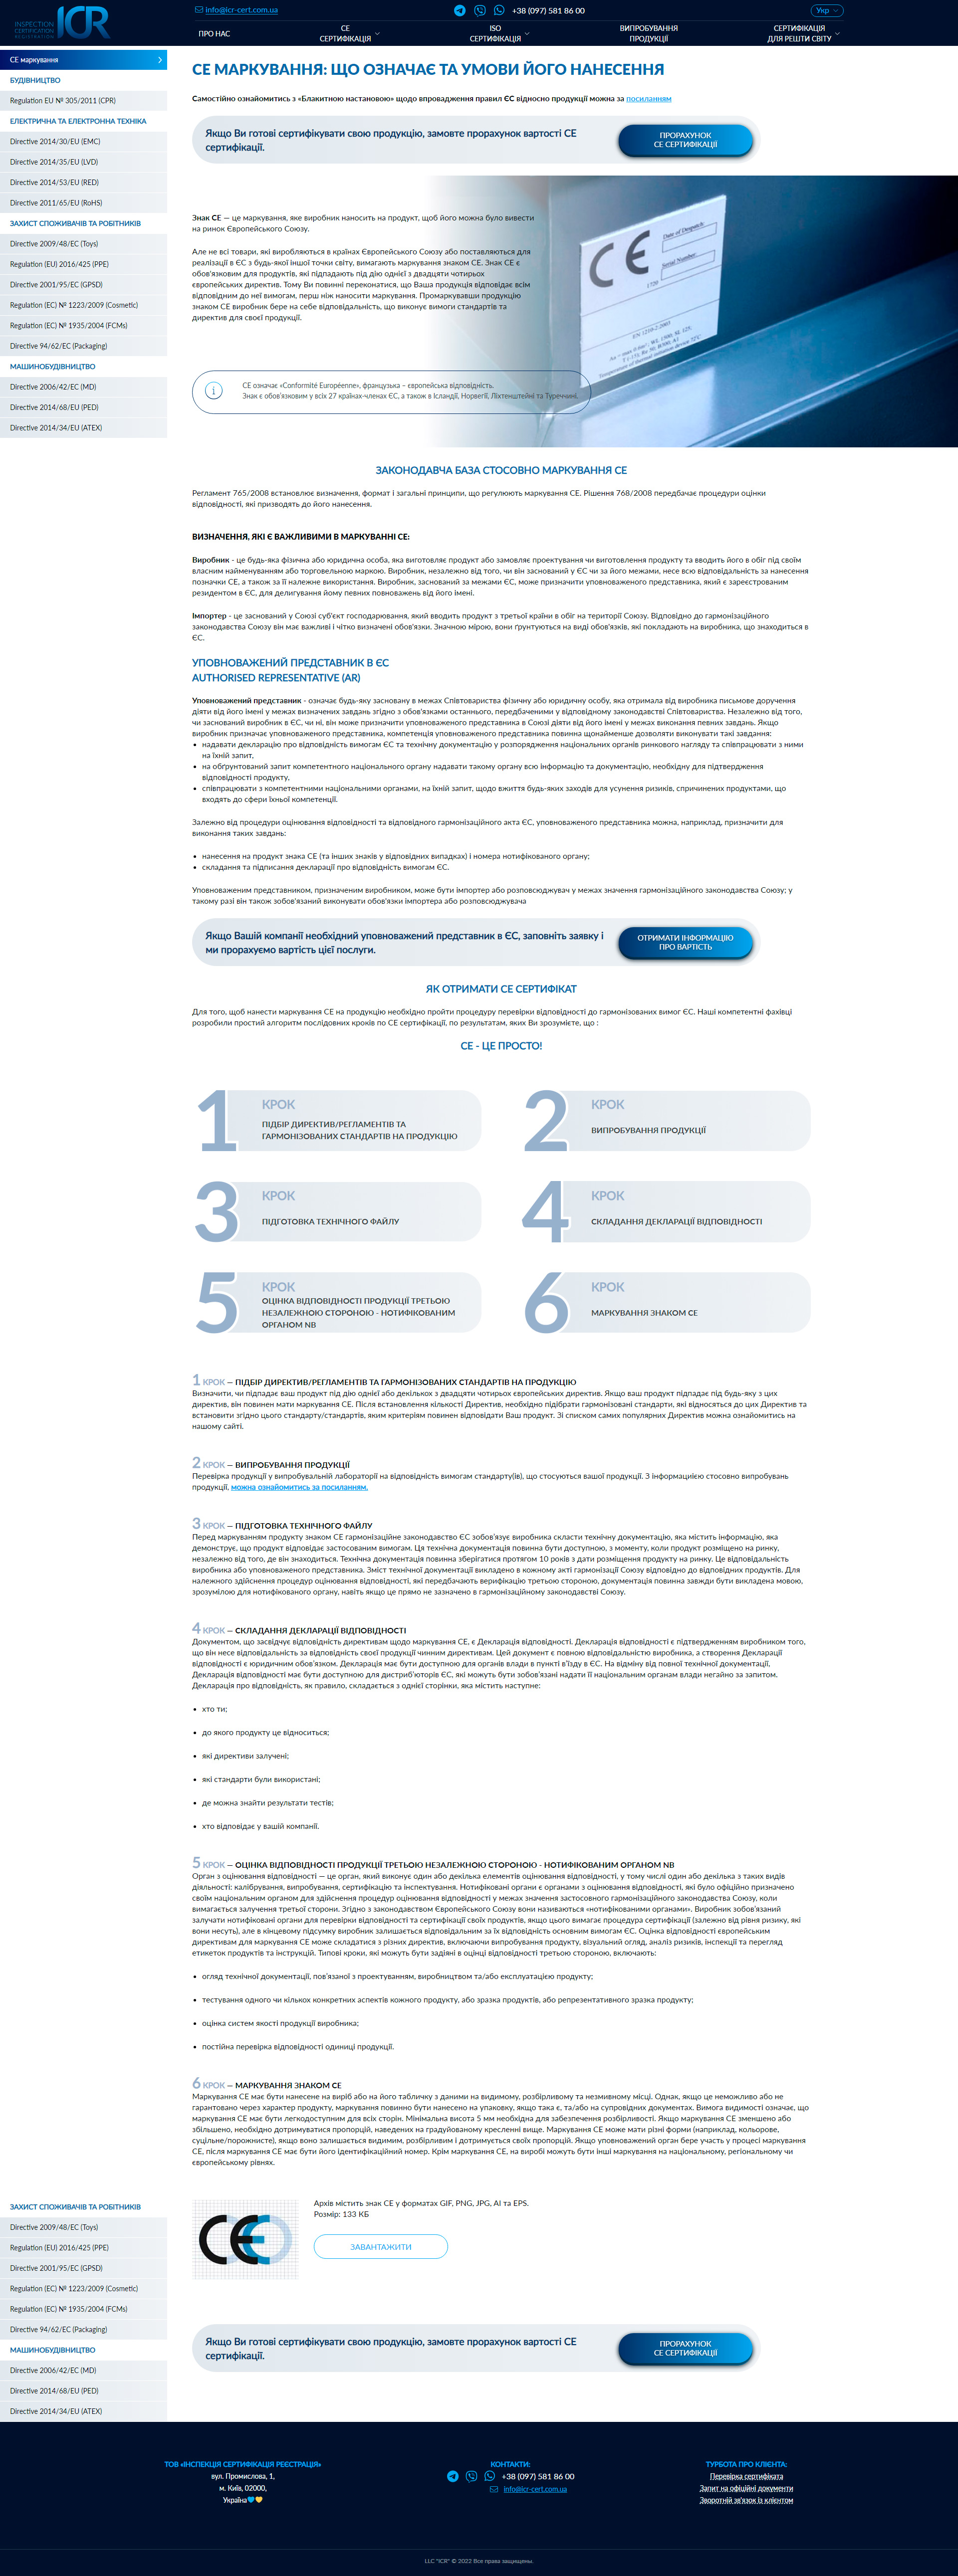 INSPECTION
CERTIFICATION
REGISTRATION
ICR
info@icr-cert.com.ua
+38 (097) 581 86 00
Укр
ПРО НАС
CE
СЕРТИФІКАЦІЯ
ISO
СЕРТИФІКАЦІЯ
ВИПРОБУВАННЯ
ПРОДУКЦІЇ
СЕРТИФІКАЦІЯ
ДЛЯ РЕШТИ СВІТУ
CE маркування
БУДІВНИЦТВО
Regulation EU № 305/2011 (CPR)
ЕЛЕКТРИЧНА ТА ЕЛЕКТРОННА ТЕХНІКА
Directive 2014/30/EU (EMC)
Directive 2014/35/EU (LVD)
Directive 2014/53/EU (RED)
Directive 2011/65/EU (RoHS)
ЗАХИСТ СПОЖИВАЧІВ ТА РОБІТНИКІВ
Directive 2009/48/EC (Toys)
Regulation (EU) 2016/425 (PPE)
Directive 2001/95/EC (GPSD)
Regulation (EC) № 1223/2009 (Cosmetic)
Regulation (EC) № 1935/2004 (FCMs)
Directive 94/62/EC (Packaging)
МАШИНОБУДІВНИЦТВО
Directive 2006/42/EC (MD)
Directive 2014/68/EU (PED)
Directive 2014/34/EU (ATEX)
СЕ МАРКУВАННЯ: ЩО ОЗНАЧАЄ ТА УМОВИ ЙОГО НАНЕСЕННЯ
Самостійно ознайомитись з «Блакитною настановою» щодо впровадження правил ЄС відносно продукції можна за посиланням
Якщо Ви готові сертифікувати свою продукцію, замовте прорахунок вартості СЕ
сертифікації.
ПРОРАХУНОК
СЕ СЕРТИФІКАЦІЇ
Знак СЕ — це маркування, яке виробник наносить на продукт, щоб його можна було вивести
на ринок Європейського Союзу.
Але не всі товари, які виробляються в країнах Європейського Союзу або поставляються для
реалізації в ЄС з будь-якої іншої точки світу, вимагають маркування знаком СЕ. Знак СЕ є
обов'язковим для продуктів, які підпадають під дію однієї з двадцяти чотирьох
європейських директив. Тому Ви повинні переконатися, що Ваша продукція відповідає всім
відповідним до неї вимогам, перш ніж наносити маркування. Промаркувавши продукцію
знаком СЕ виробник бере на себе відповідальність, що виконує вимоги стандартів та
директив для своєї продукції.
CE
Date of Despatch
Serial Number:
EN 1210-2:2003
СЕ означає «Conformité Européenne», французька – європейська відповідність.
Знак є обов'язковим у всіх 27 країнах-членах ЄС, а також в Ісландії, Норвегії, Ліхтенштейні та Туреччині.
ЗАКОНОДАВЧА БАЗА СТОСОВНО МАРКУВАННЯ СЕ
Регламент 765/2008 встановлює визначення, формат і загальні принципи, що регулюють маркування СЕ. Рішення 768/2008 передбачає процедури оцінки
відповідності, які призводять до його нанесення.
ВИЗНАЧЕННЯ, ЯКІ Є ВАЖЛИВИМИ В МАРКУВАННІ СЕ:
Виробник - це будь-яка фізична або юридична особа, яка виготовляє продукт або замовляє проектування чи виготовлення продукту та вводить його в обіг під своїм
власним найменуванням або торговельною маркою. Виробник, незалежно від того, чи він заснований у ЄС чи за його межами, несе всю відповідальність за нанесення
позначки СЕ, а також за її належне використання. Виробник, заснований за межами ЄС, може призначити уповноваженого представника, який є зареєстрованим
резидентом в ЄС, для делигування йому певних повноважень від його імені.
Імпортер - це заснований у Союзі суб'єкт господарювання, який вводить продукт з третьої країни в обіг на території Союзу. Відповідно до гармонізаційного
законодавства Союзу він має важливі і чітко визначені обов'язки. Значною мірою, вони ґрунтуються на виді обов'язків, які покладають на виробника, що знаходиться в
ЄС.
УПОВНОВАЖЕНИЙ ПРЕДСТАВНИК В ЄС
AUTHORISED REPRESENTATIVE (AR)
Уповноважений представник - означає будь-яку засновану в межах Співтовариства фізичну або юридичну особу, яка отримала від виробника письмове доручення
діяти від його імені у межах визначених завдань згідно з обов'язками останнього, передбаченими у відповідному законодавстві Співтовариства. Незалежно від того,
чи заснований виробник в ЄС, чи ні, він може призначити уповноваженого представника в Союзі діяти від його імені у межах виконання певних завдань. Якщо
виробник призначає уповноваженого представника, компетенція уповноваженого представника повинна щонайменше дозволяти виконувати такі завдання:
• надавати декларацію про відповідність вимогам ЄС та технічну документацію у розпорядження національних органів ринкового нагляду та співпрацювати з ними
на їхній запит,
• на обґрунтований запит компетентного національного органу надавати такому органу всю інформацію та документацію, необхідну для підтвердження
відповідності продукту,
• співпрацювати з компетентними національними органами, на їхній запит, щодо вжиття будь-яких заходів для усунення ризиків, спричинених продуктами, що
входять до сфери їхньої компетенції.
Залежно від процедури оцінювання відповідності та відповідного гармонізаційного акта ЄС, уповноваженого представника можна, наприклад, призначити для
виконання таких завдань:
• нанесення на продукт знака СЕ (та інших знаків у відповідних випадках) і номера нотифікованого органу;
• складання та підписання декларації про відповідність вимогам ЄС.
Уповноваженим представником, призначеним виробником, може бути імпортер або розповсюджувач у межах значення гармонізаційного законодавства Союзу; у
такому разі він також зобов'язаний виконувати обов'язки імпортера або розповсюджувача
Якщо Вашій компанії необхідний уповноважений представник в ЄС, заповніть заявку і
ми прорахуємо вартість цієї послуги.
ОТРИМАТИ ІНФОРМАЦІЮ
ПРО ВАРТІСТЬ
ЯК ОТРИМАТИ СЕ СЕРТИФІКАТ
Для того, щоб нанести маркування СЕ на продукцію необхідно пройти процедуру перевірки відповідності до гармонізованих вимог ЄС. Наші компетентні фахівці
розробили простий алгоритм послідовних кроків по СЕ сертифікації, по результатам, яких Ви зрозумієте, що :
СЕ - ЦЕ ПРОСТО!
1 КРОК
ПІДБІР ДИРЕКТИВ/РЕГЛАМЕНТІВ ТА
ГАРМОНІЗОВАНИХ СТАНДАРТІВ НА ПРОДУКЦІЮ
2 КРОК
ВИПРОБУВАННЯ ПРОДУКЦІЇ
3 КРОК
ПІДГОТОВКА ТЕХНІЧНОГО ФАЙЛУ
4 КРОК
СКЛАДАННЯ ДЕКЛАРАЦІЇ ВІДПОВІДНОСТІ
5 КРОК
ОЦІНКА ВІДПОВІДНОСТІ ПРОДУКЦІЇ ТРЕТЬОЮ
НЕЗАЛЕЖНОЮ СТОРОНОЮ - НОТИФІКОВАНИМ
ОРГАНОМ NB
6 КРОК
МАРКУВАННЯ ЗНАКОМ СЕ
1 КРОК — ПІДБІР ДИРЕКТИВ/РЕГЛАМЕНТІВ ТА ГАРМОНІЗОВАНИХ СТАНДАРТІВ НА ПРОДУКЦІЮ
Визначити, чи підпадає ваш продукт під дію однієї або декількох з двадцяти чотирьох європейських директив. Якщо ваш продукт підпадає під будь-яку з цих
директив, він повинен мати маркування СЕ. Після встановлення кількості Директив, необхідно підібрати гармонізовані стандарти, які відносяться до цих Директив та
встановити згідно цього стандарту/стандартів, яким критеріям повинен відповідати Ваш продукт. Зі списком самих популярних Директив можна ознайомитись на
нашому сайті.
2 КРОК — ВИПРОБУВАННЯ ПРОДУКЦІЇ
Перевірка продукції у випробувальній лабораторії на відповідність вимогам стандарту(ів), що стосуються вашої продукції. З інформацією стосовно випробувань
продукції, можна ознайомитись за посиланням.
3 КРОК — ПІДГОТОВКА ТЕХНІЧНОГО ФАЙЛУ
Перед маркуванням продукту знаком СЕ гармонізаційне законодавство ЄС зобов'язує виробника скласти технічну документацію, яка містить інформацію, яка
демонструє, що продукт відповідає застосованим вимогам. Ця технічна документація повинна бути доступною, з моменту, коли продукт розміщено на ринку,
незалежно від того, де він знаходиться. Технічна документація повинна зберігатися протягом 10 років з дати розміщення продукту на ринку. Це відповідальність
виробника або уповноваженого представника. Зміст технічної документації викладено в кожному акті гармонізації Союзу відповідно до відповідних продуктів. Для
належного здійснення процедур оцінювання відповідності, які передбачають верифікацію третьою стороною, документація повинна завжди бути викладена мовою,
зрозумілою для нотифікованого органу, навіть якщо це прямо не зазначено в гармонізаційному законодавстві Союзу.
4 КРОК — СКЛАДАННЯ ДЕКЛАРАЦІЇ ВІДПОВІДНОСТІ
Документом, що засвідчує відповідність директивам щодо маркування СЕ, є Декларація відповідності. Декларація відповідності є підтвердженням виробником того,
що він несе відповідальність за відповідність своєї продукції чинним директивам. Цей документ є повною відповідальністю виробника, а створення Декларації
відповідності є юридичним обов'язком. Декларація має бути доступною для органів влади в пункті в'їзду в ЄС. На відміну від повної технічної документації,
Декларація відповідності має бути доступною для дистриб'юторів ЄС, які можуть бути зобов'язані надати її національним органам влади негайно за запитом.
Декларація про відповідність, як правило, складається з однієї сторінки, яка містить наступне:
• хто ти;
• до якого продукту це відноситься;
• які директиви залучені;
• які стандарти були використані;
• де можна знайти результати тестів;
• хто відповідає у вашій компанії.
5 КРОК — ОЦІНКА ВІДПОВІДНОСТІ ПРОДУКЦІЇ ТРЕТЬОЮ НЕЗАЛЕЖНОЮ СТОРОНОЮ - НОТИФІКОВАНИМ ОРГАНОМ NB
Орган з оцінювання відповідності — це орган, який виконує один або декілька елементів оцінювання відповідності, у тому числі один або декілька з таких видів
діяльності: калібрування, випробування, сертифікацію та інспектування. Нотифіковані органи є органами з оцінювання відповідності, які було офіційно призначено
своїм національним органом для здійснення процедур оцінювання відповідності у межах значення застосовного гармонізаційного законодавства Союзу, коли
вимагається залучення третьої сторони. Згідно з законодавством Європейського Союзу вони називаються «нотифікованими органами». Виробник зобов'язаний
залучати нотифіковані органи для перевірки відповідності та сертифікації своїх продуктів, якщо цього вимагає процедура сертифікації (залежно від рівня ризику, які
вони несуть), але в кінцевому підсумку виробник залишається відповідальним за їх відповідність основним вимогам ЄС. Оцінка відповідності європейським
директивам для маркування СЕ може складатися з різних директив, включаючи випробування продукту, візуальний огляд, аналіз ризиків, інспекції та перегляд
етикеток продуктів та інструкцій. Типові кроки, які можуть бути задіяні в оцінці відповідності третьою стороною, включають:
• огляд технічної документації, пов'язаної з проектуванням, виробництвом та/або експлуатацією продукту;
• тестування одного чи кількох конкретних аспектів кожного продукту, або зразка продуктів, або репрезентативного зразка продукту;
• оцінка систем якості продукції виробника;
• постійна перевірка відповідності одиниці продукції.
6 КРОК — МАРКУВАННЯ ЗНАКОМ СЕ
Маркування СЕ має бути нанесене на виріб або на його табличку з даними на видимому, розбірливому та незмивному місці. Однак, якщо це неможливо або не
гарантовано через характер продукту, маркування повинно бути нанесено на упаковку, якщо така є, та/або на супровідних документах. Вимога видимості означає, що
маркування СЕ має бути легкодоступним для всіх сторін. Мінімальна висота 5 мм необхідна для забезпечення розбірливості. Якщо маркування СЕ зменшено або
збільшено, необхідно дотримуватися пропорцій, наведених на градуйованому кресленні вище. Маркування СЕ може мати різні форми (наприклад, кольорове,
суцільне/порожнисте), якщо воно залишається видимим, розбірливим і дотримується своїх пропорцій. Якщо уповноважений орган бере участь у процесі маркування
СЕ, після маркування СЕ має бути його ідентифікаційний номер. Крім маркування СЕ, на виробі можуть бути інші маркування на національному, регіональному чи
європейському рівнях.
ЗАХИСТ СПОЖИВАЧІВ ТА РОБІТНИКІВ
Directive 2009/48/EC (Toys)
Regulation (EU) 2016/425 (PPE)
Directive 2001/95/EC (GPSD)
Regulation (EC) № 1223/2009 (Cosmetic)
Regulation (EC) № 1935/2004 (FCMs)
Directive 94/62/EC (Packaging)
МАШИНОБУДІВНИЦТВО
Directive 2006/42/EC (MD)
Directive 2014/68/EU (PED)
Directive 2014/34/EU (ATEX)
CE
Архів містить знак СЕ у форматах GIF, PNG, JPG, AI та EPS.
Розмір: 133 КБ
ЗАВАНТАЖИТИ
Якщо Ви готові сертифікувати свою продукцію, замовте прорахунок вартості СЕ
сертифікації.
ПРОРАХУНОК
СЕ СЕРТИФІКАЦІЇ
ТОВ «ІНСПЕКЦІЯ СЕРТИФІКАЦІЯ РЕЄСТРАЦІЯ»
вул. Промислова, 1,
м. Київ, 02000,
Україна
КОНТАКТИ:
+38 (097) 581 86 00
info@icr-cert.com.ua
ТУРБОТА ПРО КЛІЄНТА:
Перевірка сертифіката
Запит на офіційні документи
Зворотній зв'язок із клієнтом
LLC "ICR" © 2022 Все права защищены.